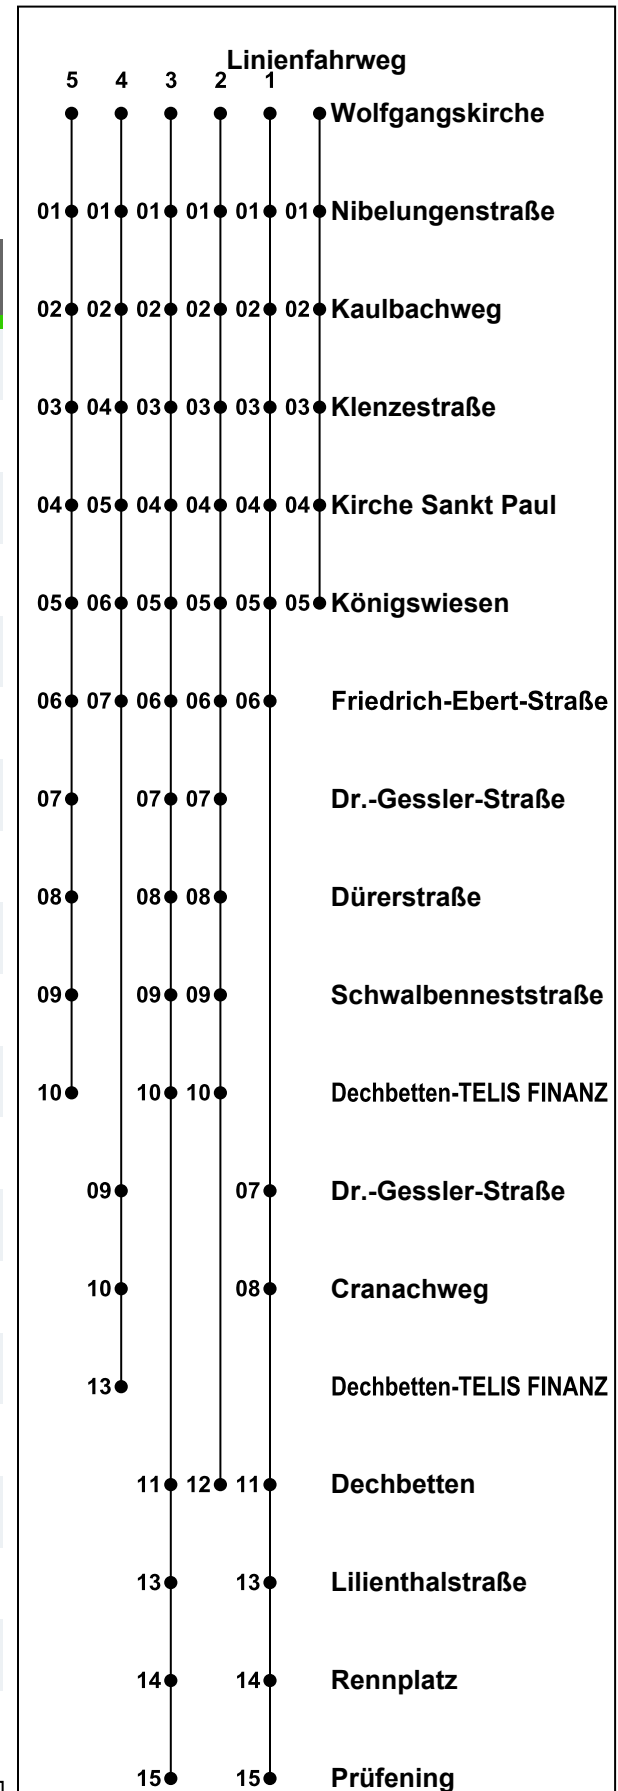 Linienfahrweg
5 4 3 2 1
Wolfgangskirche
01 01 01 01 01 01 Nibelungenstraße
02 02 02 02 02 02 Kaulbachweg
03 04 03 03 03 03 Klenzestraße
04 05 04 04 04 04 Kirche Sankt Paul
05 06 05 05 05 05 Königswiesen
06 07 06 06 06 Friedrich-Ebert-Straße
07 07 07 Dr.-Gessler-Straße
08 08 08 Dürerstraße
09 09 09 Schwalbenneststraße
10 10 10 Dechbetten-TELIS FINANZ
09 07 Dr.-Gessler-Straße
10 08 Cranachweg
13 Dechbetten-TELIS FINANZ
11 12 11 Dechbetten
13 13 Lilienthalstraße
14 14 Rennplatz
15 15 Prüfening